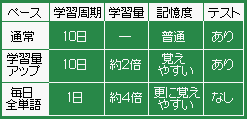 ペース 学習周期 学習量 記憶度 テスト
通常 10日 ― 普通 あり
学習量
アップ 10日 約2倍 覚え
やすい あり
毎日
全単語 1日 約4倍 更に覚え
やすい なし